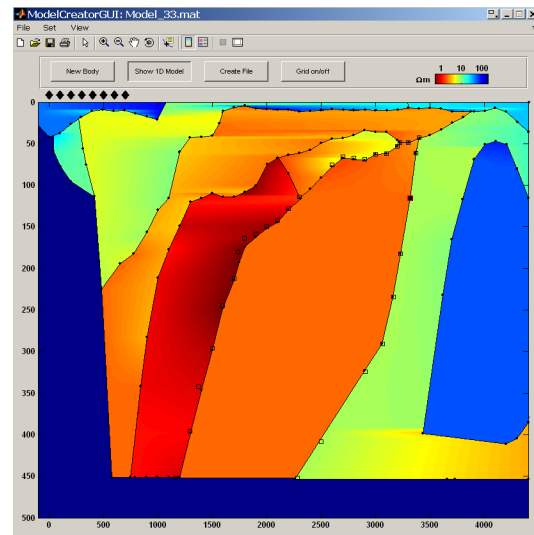 ModelCreatorGUI: Model_33.mat
File Set View
New Body Show 1D Model Create File Grid on/off
1 10 100
Ωm
0
50
100
150
200
250
300
350
400
450
500
0 500 1000 1500 2000 2500 3000 3500 4000